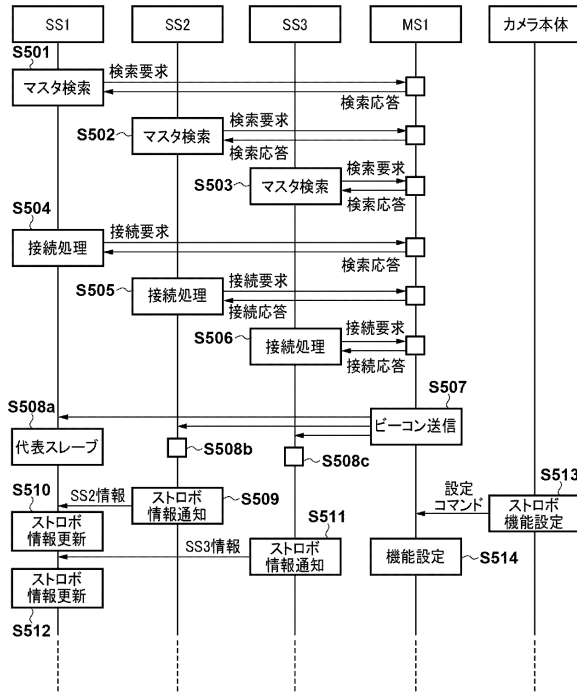 SS1
SS2
SS3
MS1
カメラ本体
S501
マスタ検索
検索要求
検索応答
S502
マスタ検索
検索要求
検索応答
S503
マスタ検索
検索要求
検索応答
S504
接続処理
接続要求
検索応答
S505
接続処理
接続要求
接続応答
S506
接続処理
接続要求
接続応答
S507
ビーコン送信
S508a
代表スレーブ
S508b
S508c
S509
ストロボ
情報通知
SS2情報
S510
ストロボ
情報更新
S511
ストロボ
情報通知
SS3情報
S512
ストロボ
情報更新
S513
ストロボ
機能設定
設定
コマンド
S514
機能設定